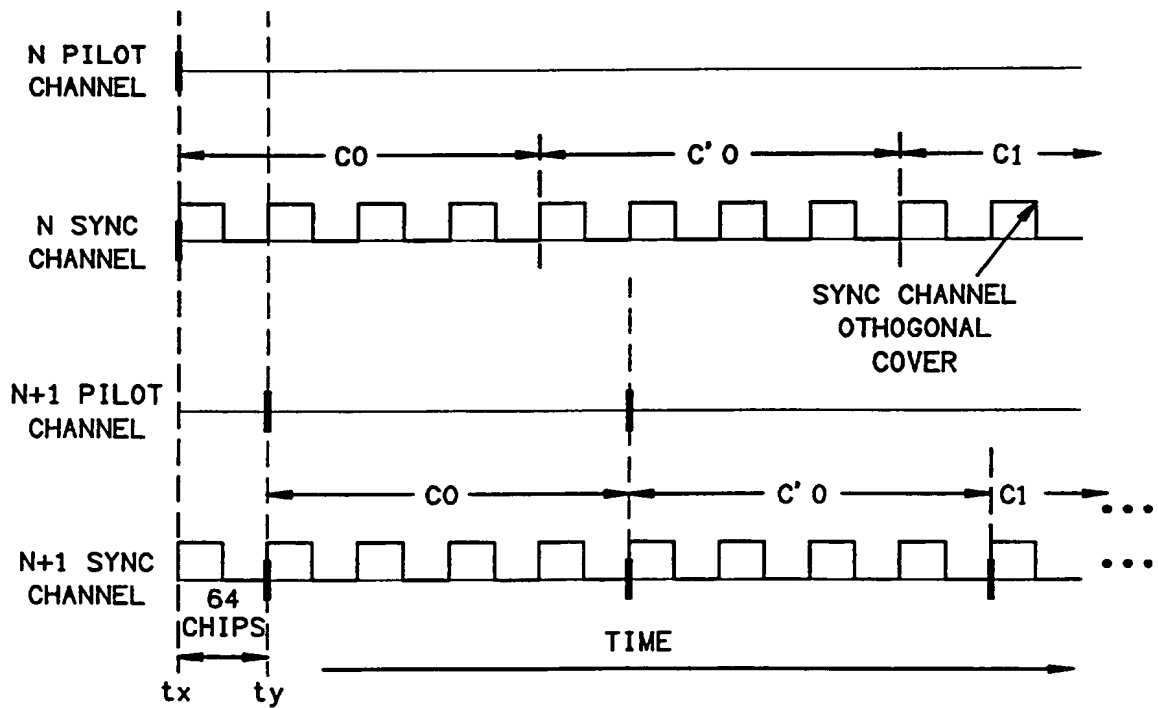 N PILOT
CHANNEL
C0
C' 0
C1
N SYNC
CHANNEL
SYNC CHANNEL
OTHOGONAL
COVER
N+1 PILOT
CHANNEL
C0
C' 0
C1
N+1 SYNC
CHANNEL
64
CHIPS
TIME
tx
ty